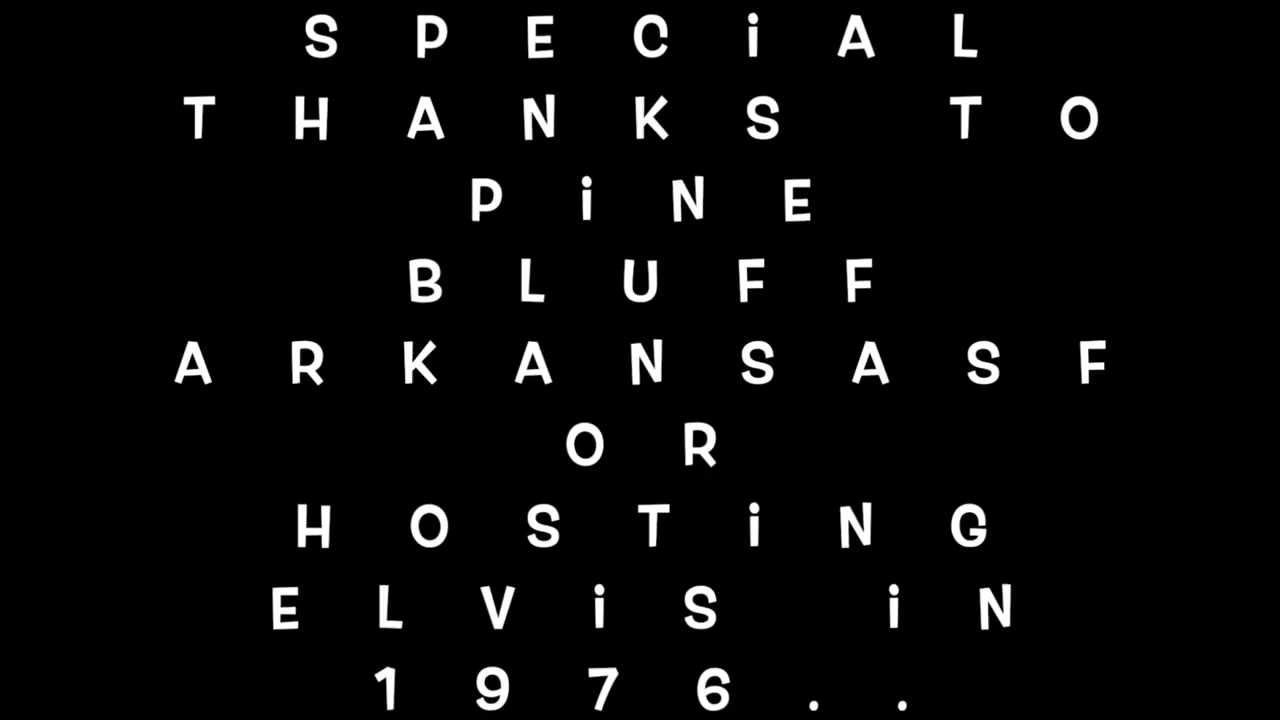 SPECiAL
THANKS TO
PiNE
BLUFF
ARKANSASF
OR
HOSTiNG
ELViS iN
1976..